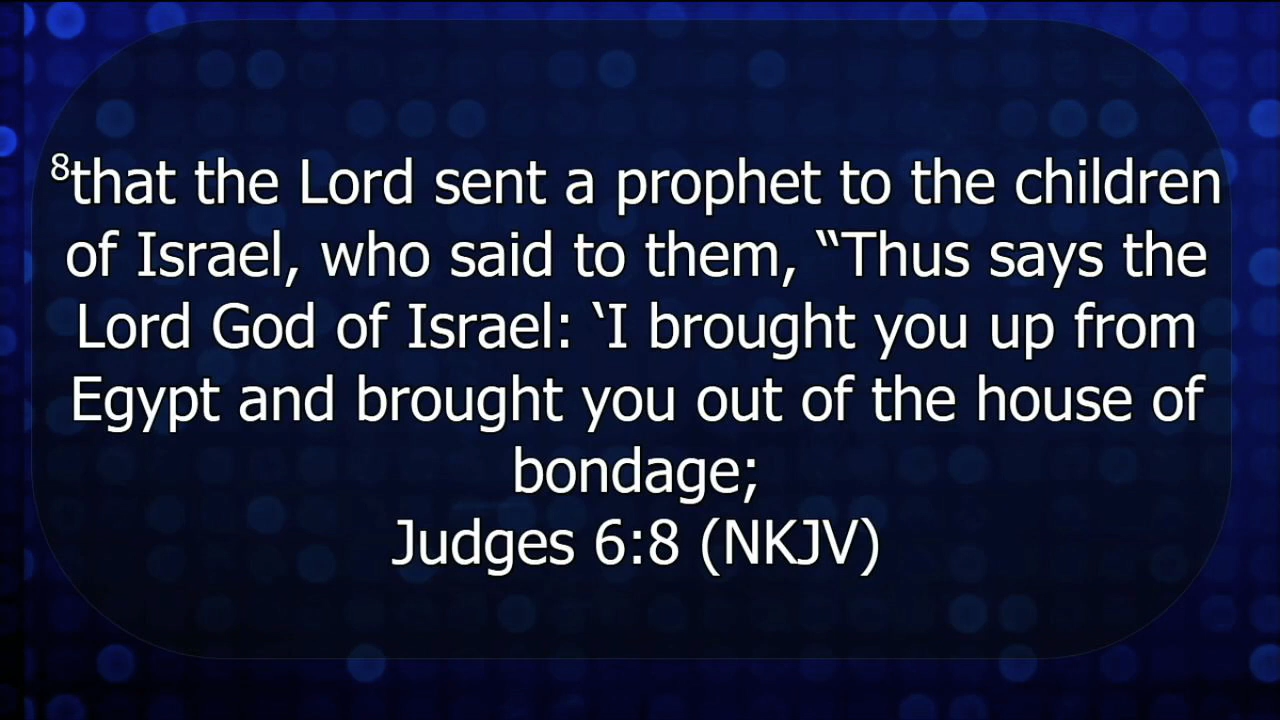 ⁸that the Lord sent a prophet to the children
of Israel, who said to them, “Thus says the
Lord God of Israel: ‘I brought you up from
Egypt and brought you out of the house of
bondage;
Judges 6:8 (NKJV)